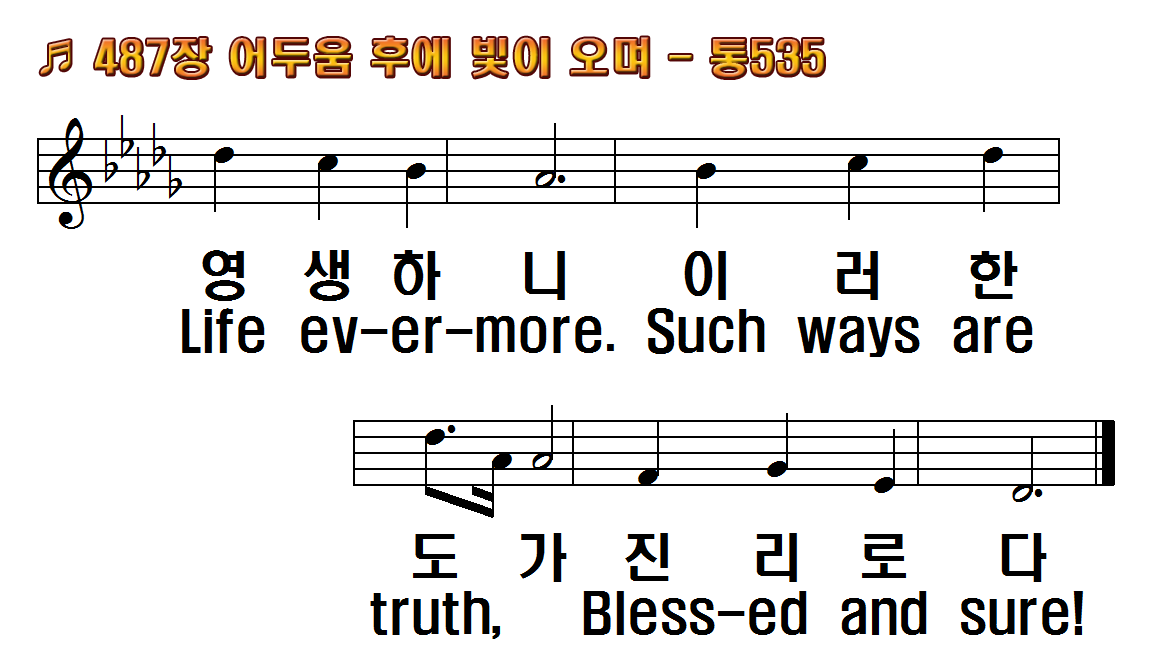 ♬ 487장 어두움 후에 빛이 오며 - 통535
영 생 하 니 이 러 한
Life ev-er-more. Such ways are
도 가 진 리 로 다
truth, Bless-ed and sure!